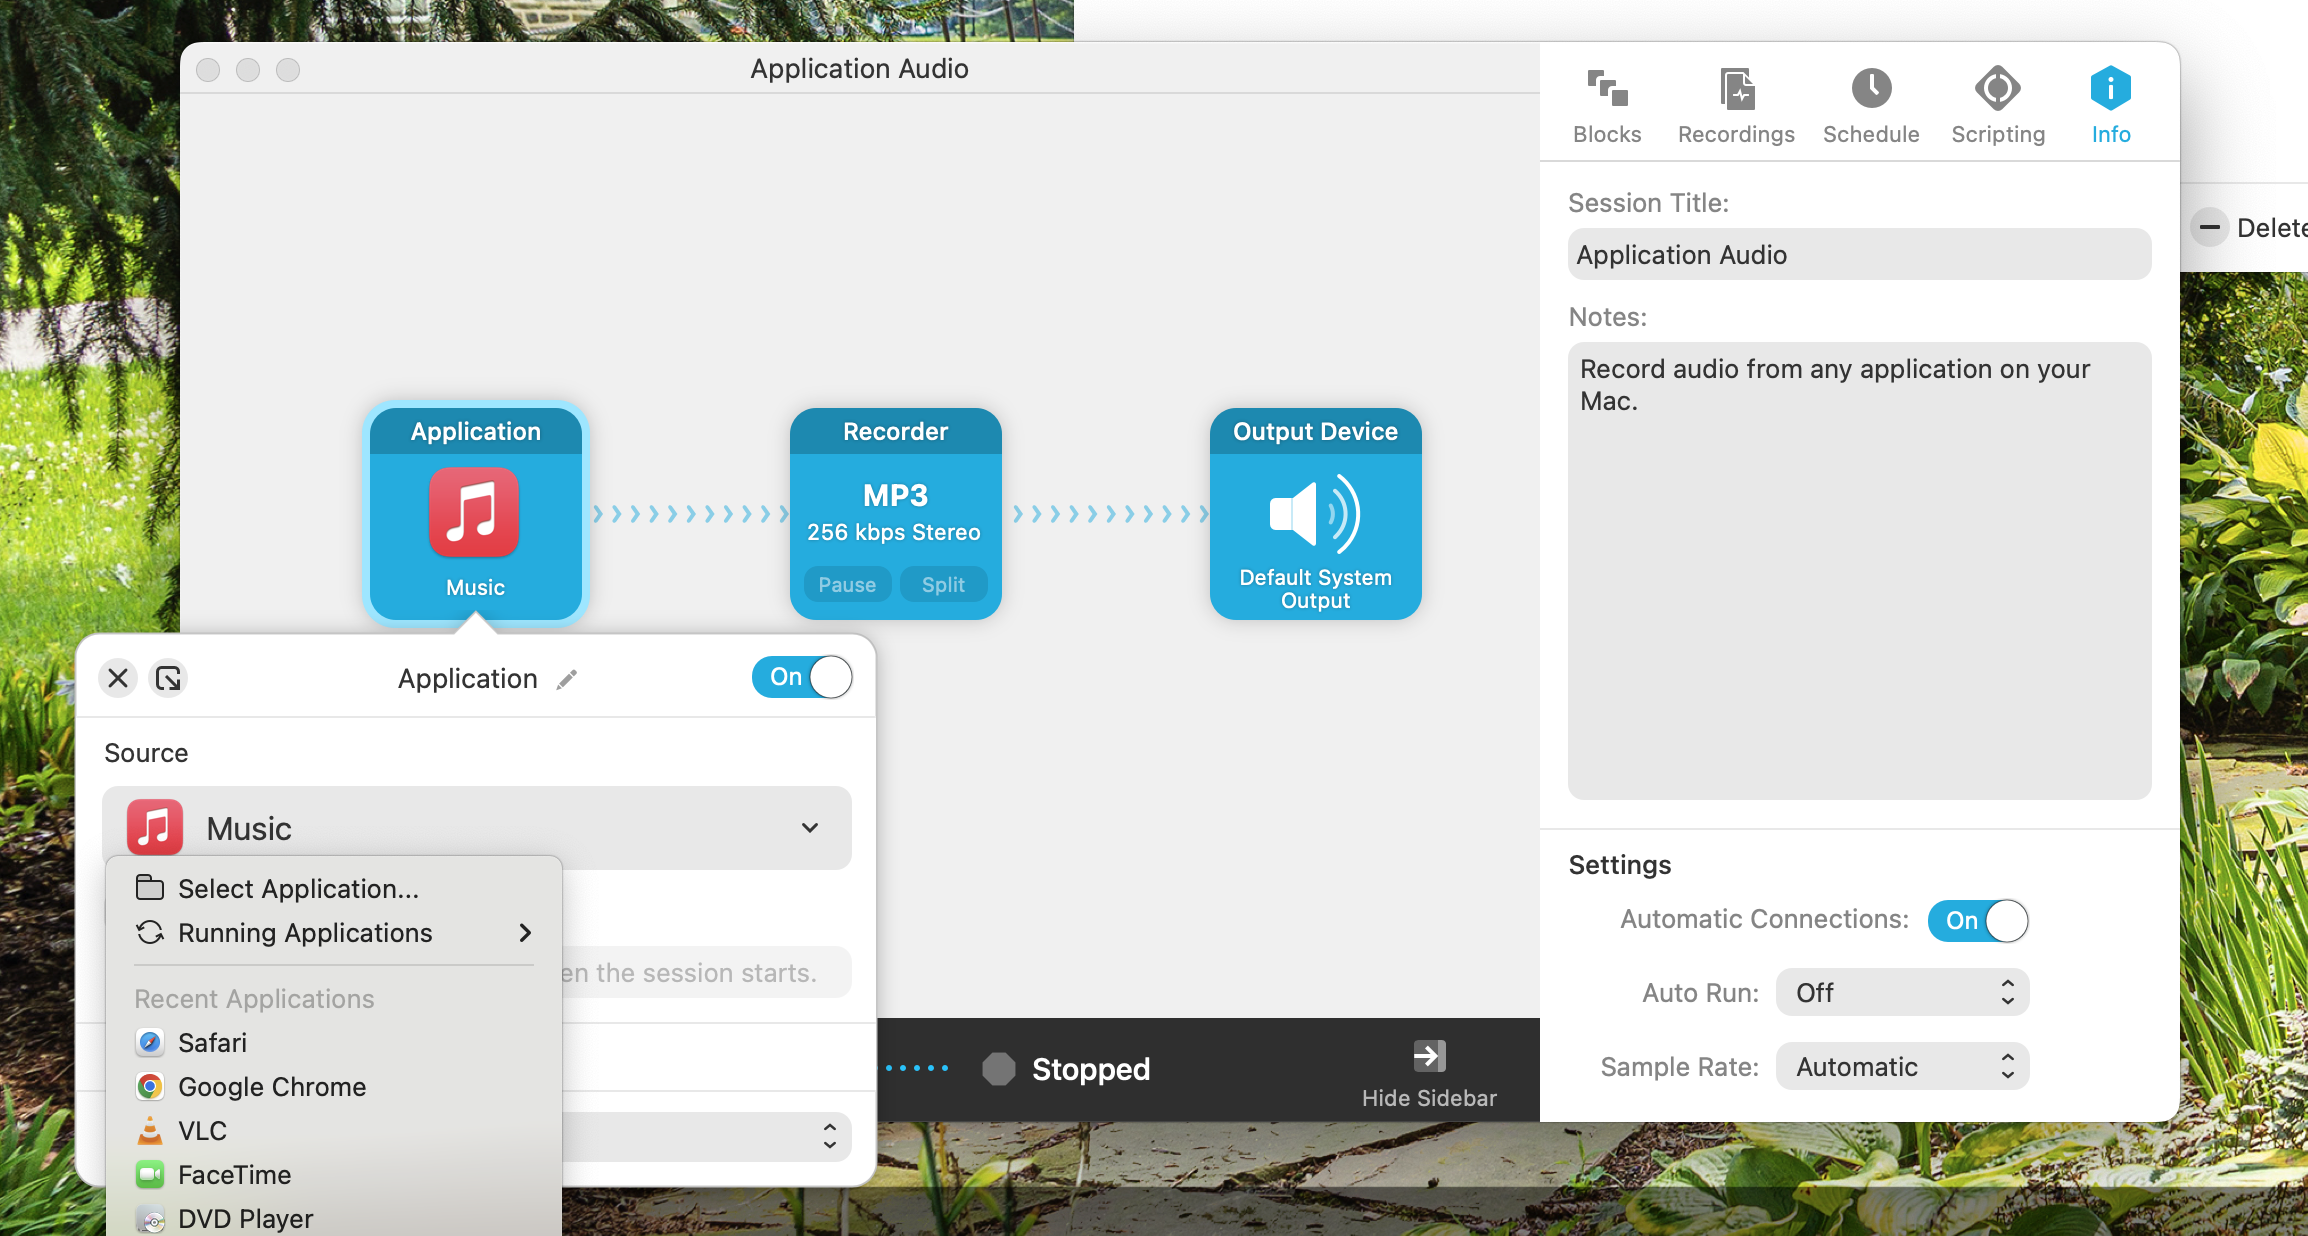 Application Audio
Blocks
Recordings
Schedule
Scripting
Info
Session Title:
Application Audio
Delete
Notes:
Record audio from any application on your
Mac.
Application
Music
Recorder
MP3
256 kbps Stereo
Pause
Split
Output Device
Default System
Output
Application
On
Source
Music
Select Application...
Running Applications
en the session starts.
Recent Applications
Safari
Google Chrome
VLC
FaceTime
DVD Player
Stopped
Hide Sidebar
Settings
Automatic Connections:
On
Auto Run:
Off
Sample Rate:
Automatic